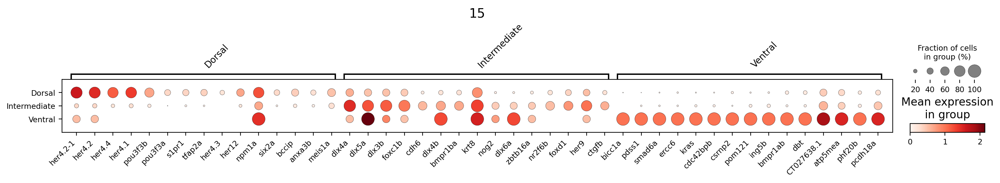 15
Dorsal
Intermediate
Ventral
Dorsal
Intermediate
Ventral
her4.2-1
her4.2
her4.4
her4.1
pou3f3b
pou3f3a
s1pr1
tfap2a
her4.3
her12
npm1a
six2a
bccip
anxa3b
meis1a
dlx4a
dlx5a
dlx3b
foxc1b
cdh6
dlx4b
bmpr1ba
krt8
nog2
dlx6a
zbtb16a
nr2f6b
foxd1
her9
ctgfb
bicc1a
pdss1
smad6a
ercc6
kras
cdc42bpb
csrnp2
pom121
ing5b
bmpr1ab
dbt
CT027638.1
atp5mea
phf20b
pcdh18a
Fraction of cells
in group (%)
20 40 60 80 100
Mean expression
in group
0 1 2